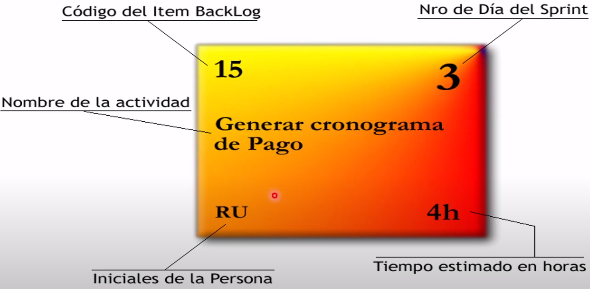 Código del Item BackLog
Nro de Día del Sprint
15
3
Nombre de la actividad
Generar cronograma
de Pago
RU
4h
Iniciales de la Persona
Tiempo estimado en horas